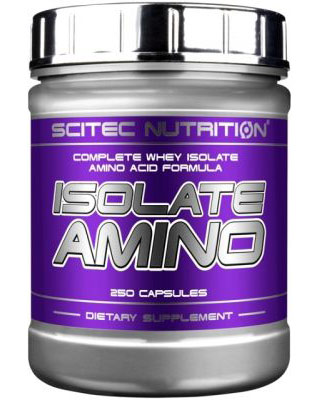 SCITEC NUTRITION
COMPLETE WHEY ISOLATE
AMINO ACID FORMULA
ISOLATE
AMINO
250 CAPSULES
DIETARY SUPPLEMENT